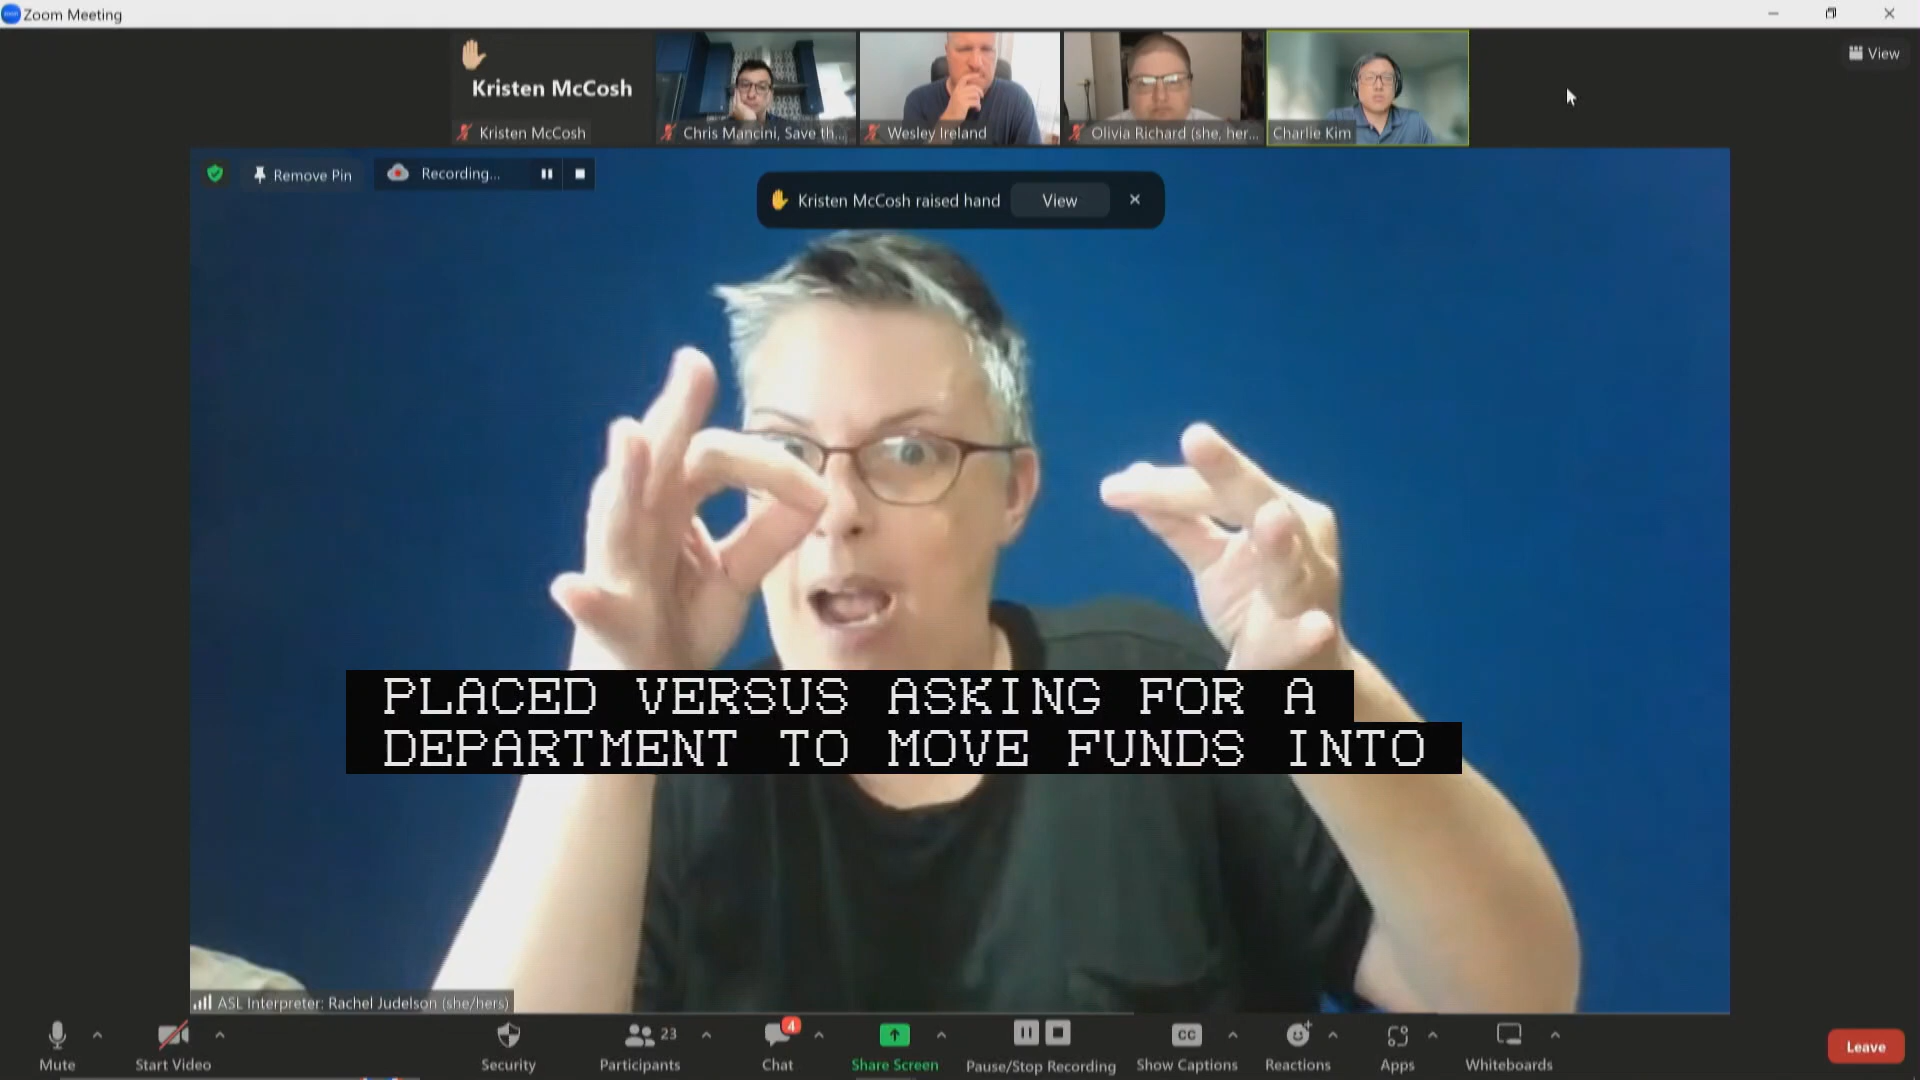 Zoom Meeting
Kristen McCosh
Kristen McCosh
Chris Mancini, Save th...
Wesley Ireland
Olivia Richard (she, her...
Charlie Kim
View
Remove Pin
Recording...
Kristen McCosh raised hand
View
PLACED VERSUS ASKING FOR A
DEPARTMENT TO MOVE FUNDS INTO
ASL Interpreter: Rachel Judelson (she/hers)
Mute
Start Video
Security
23
Participants
4
Chat
Share Screen
Pause/Stop Recording
CC
Show Captions
Reactions
Apps
Whiteboards
Leave